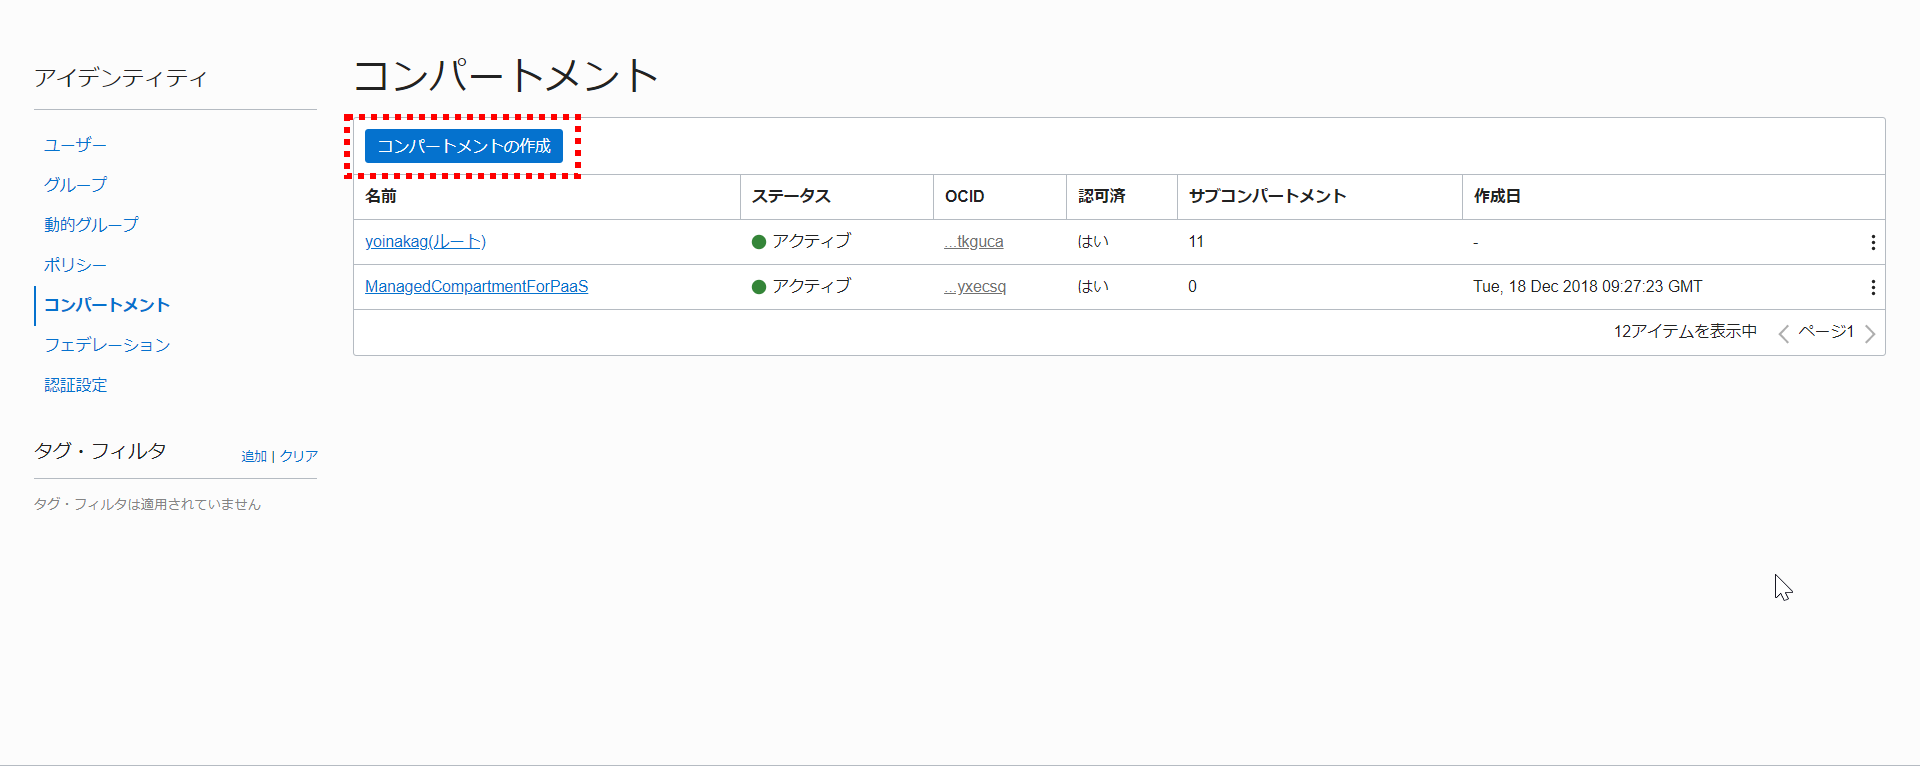 アイデンティティ
ユーザー
グループ
動的グループ
ポリシー
コンパートメント
フェデレーション
認証設定
タグ・フィルタ 追加 | クリア
タグ・フィルタは適用されていません
コンパートメント
コンパートメントの作成
名前 ステータス OCID 認可済 サブコンパートメント 作成日
yoinakag(ルート) アクティブ ...tkguca はい 11 -
ManagedCompartmentForPaaS アクティブ ...yxecsq はい 0 Tue, 18 Dec 2018 09:27:23 GMT
12アイテムを表示中 ページ1